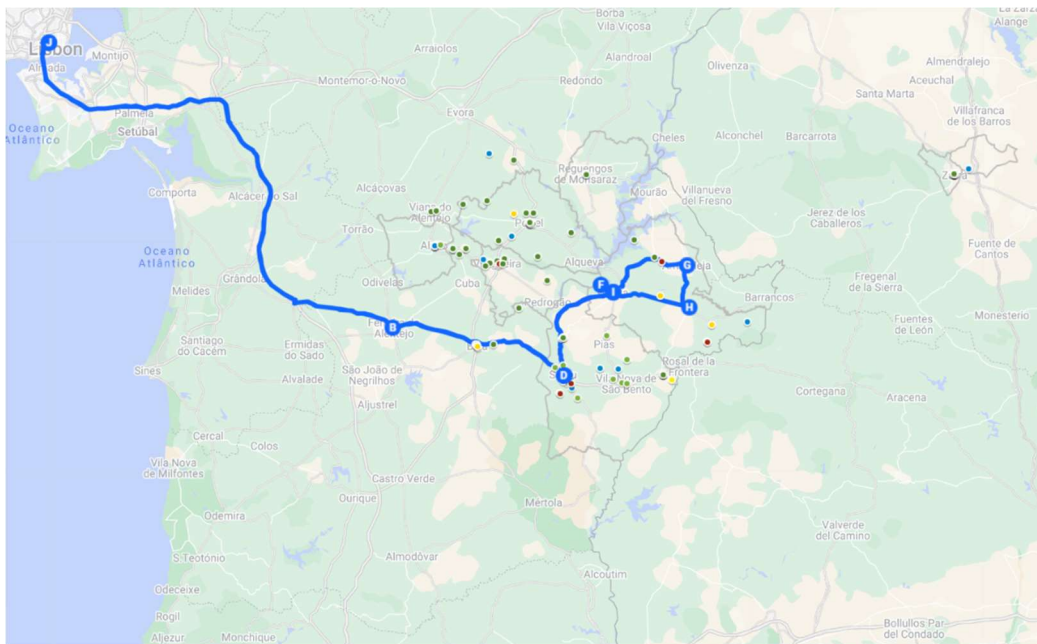 Borba
Vila Viçosa
La Zarza
Alange
J
Lisbon
Montijo
Almada
Arraiolos
Alandroal
Almendralejo
Olivenza
Aceuchal
Montemor-o-Novo
Redondo
Santa Marta
Villafranca
de los Barros
Palmela
Setúbal
Evora
Oceano
Atlântico
Cheles
Alconchel
Barcarrota
Reguengos
de Monsaraz
Zafra
Comporta
Alcáçovas
Alcácer do Sal
Mourão
Villanueva
del Fresno
Viana do
Alentejo
Portel
Jerez de los
Caballeros
Torrão
Oceano
Atlântico
Fuente de
Cantos
Alqueva
G
Grândola
Odivelas
Cuba
F
I
Fregenal
de la Sierra
Melides
Pedrógão
H
Barrancos
Monesterio
B
Fuentes
de León
Santiago
do Cacém
Ermidas
do Sado
Beja
Pias
Rosal de la
Frontera
Sines
Alvalade
São João de
Negrilhos
D
Vila Nova de
São Bento
Cortegana
Aracena
Aljustrel
Cercal
Colos
Vila Nova
de Milfontes
Castro Verde
Ourique
Mértola
Odemira
Valverde
del Camino
S.Teotónio
Almodôvar
Odeceixe
Alcoutim
Rogil
Aljezur
Monchique
Bollullos Par
del Condado